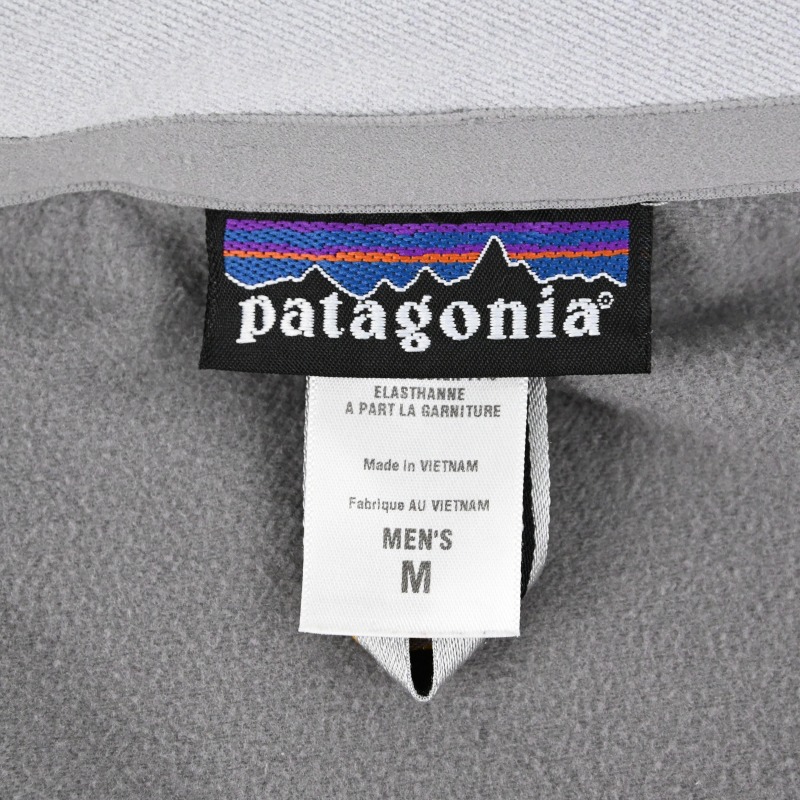 patagonia®
ELASTHANNE
A PART LA GARNITURE
Made in VIETNAM
Fabrique AU VIETNAM
MEN'S
M